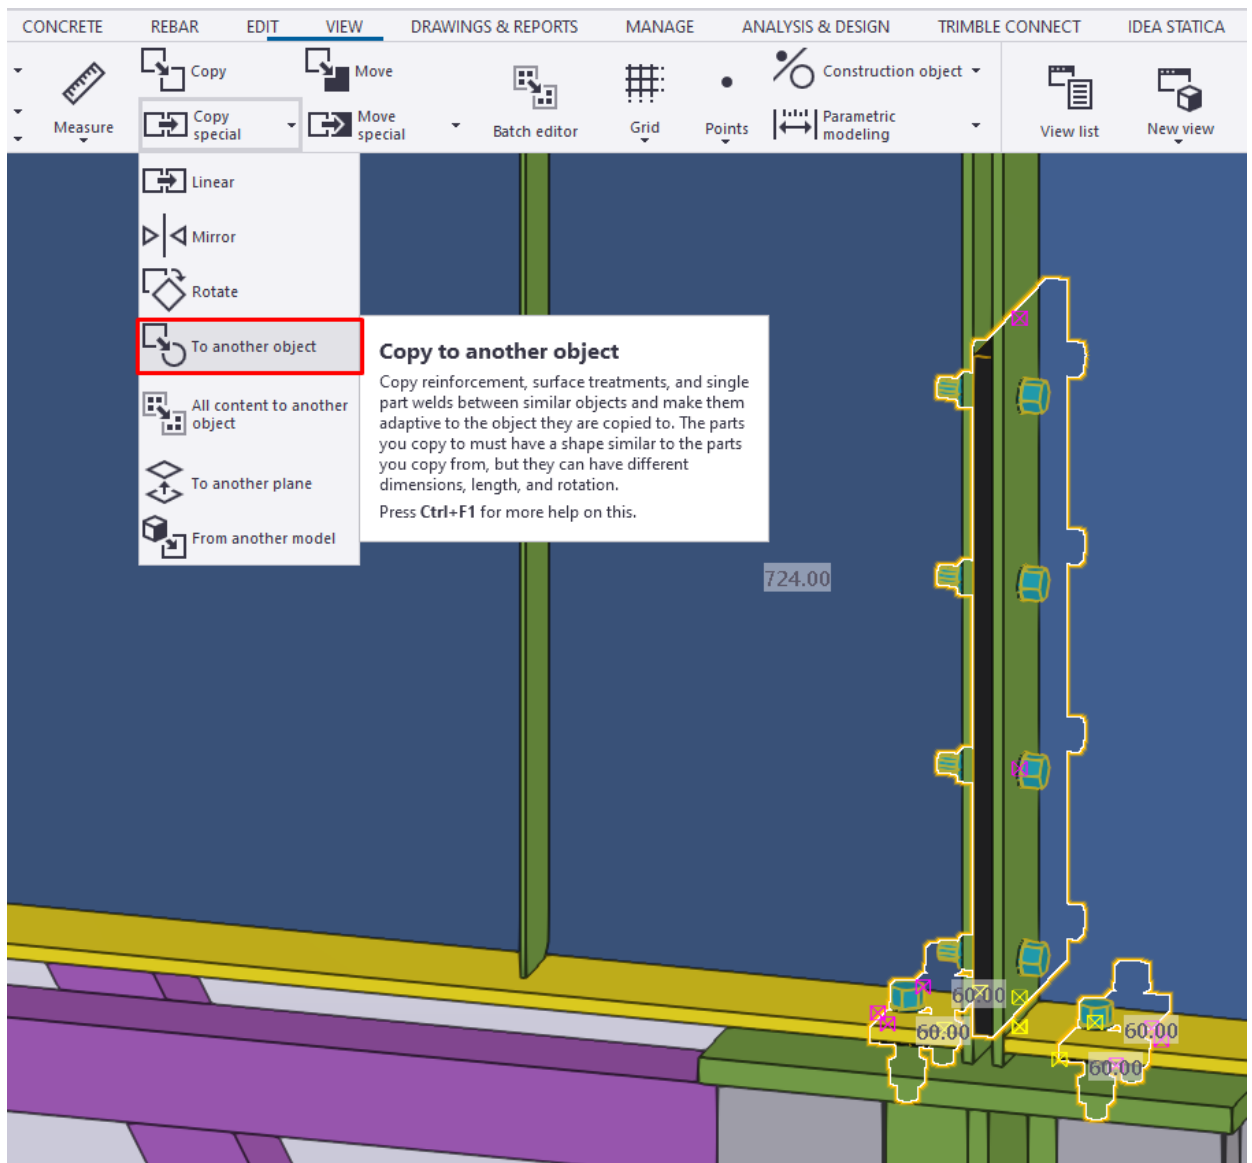 CONCRETE REBAR EDIT VIEW DRAWINGS & REPORTS MANAGE ANALYSIS & DESIGN TRIMBLE CONNECT IDEA STATICA
Measure
Copy
Copy
special
Move
Move
special
Batch editor
Grid
Points
Construction object
Parametric
modeling
View list
New view
Linear
Mirror
Rotate
To another object
All content to another
object
To another plane
From another model
Copy to another object
Copy reinforcement, surface treatments, and single
part welds between similar objects and make them
adaptive to the object they are copied to. The parts
you copy to must have a shape similar to the parts
you copy from, but they can have different
dimensions, length, and rotation.
Press Ctrl+F1 for more help on this.
724.00
60.00
60.00
60.00
60.00